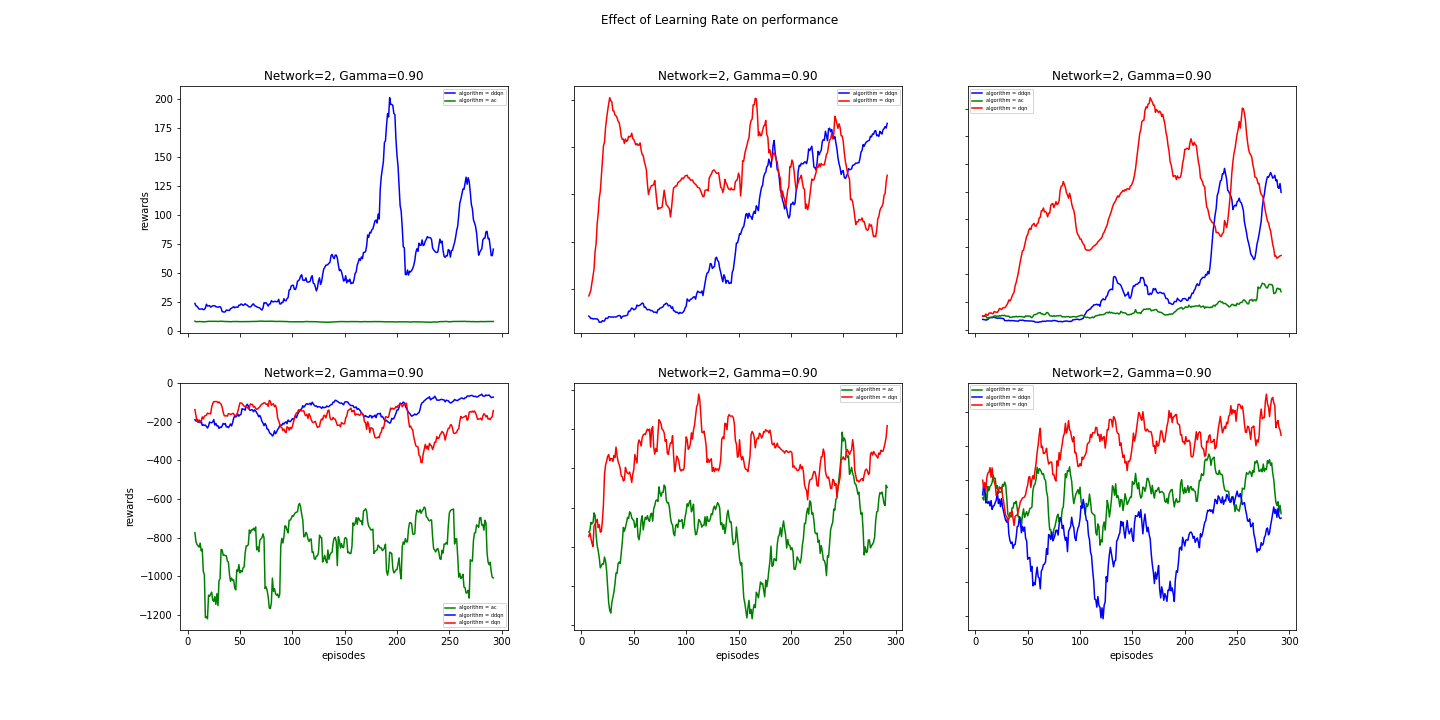 Effect of Learning Rate on performance
Network=2, Gamma=0.90
Network=2, Gamma=0.90
Network=2, Gamma=0.90
algorithm = ddqn
algorithm = ac
algorithm = ddqn
algorithm = dqn
algorithm = ddqn
algorithm = ac
algorithm = dqn
rewards
200
175
150
125
100
75
50
25
0
Network=2, Gamma=0.90
Network=2, Gamma=0.90
Network=2, Gamma=0.90
algorithm = ac
algorithm = dqn
algorithm = ac
algorithm = ddqn
algorithm = dqn
rewards
0
−200
−400
−600
−800
−1000
−1200
algorithm = ac
algorithm = ddqn
algorithm = dqn
0 50 100 150 200 250 300
0 50 100 150 200 250 300
0 50 100 150 200 250 300
episodes
episodes
episodes